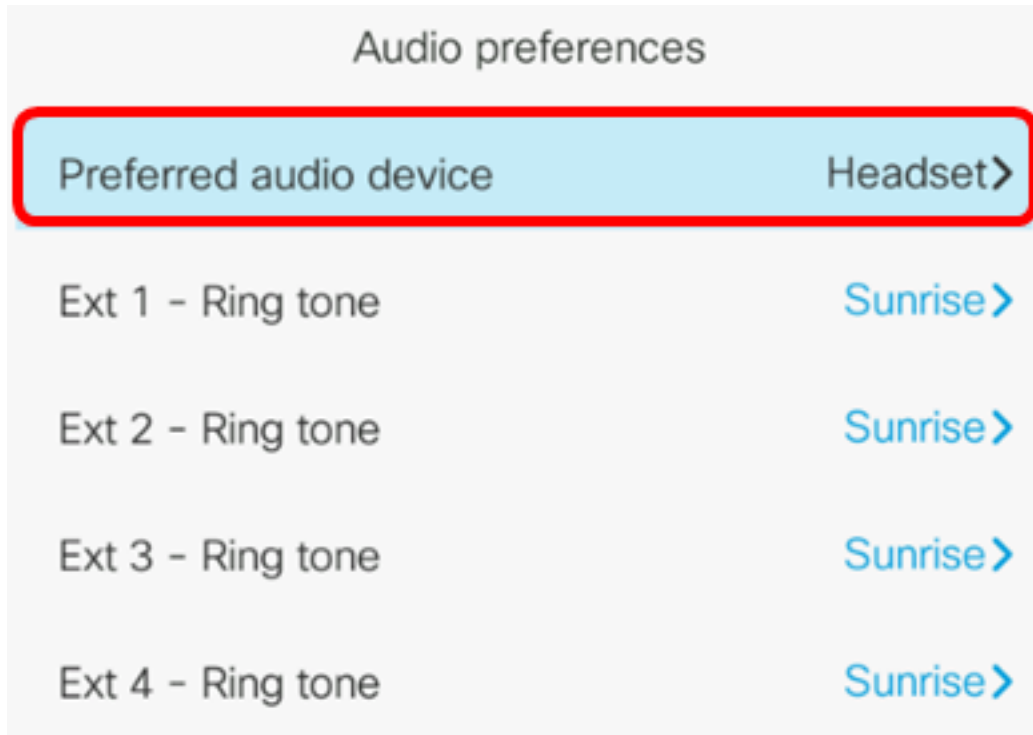 Audio preferences
Preferred audio device Headset
Ext 1 - Ring tone Sunrise
Ext 2 - Ring tone Sunrise
Ext 3 - Ring tone Sunrise
Ext 4 - Ring tone Sunrise